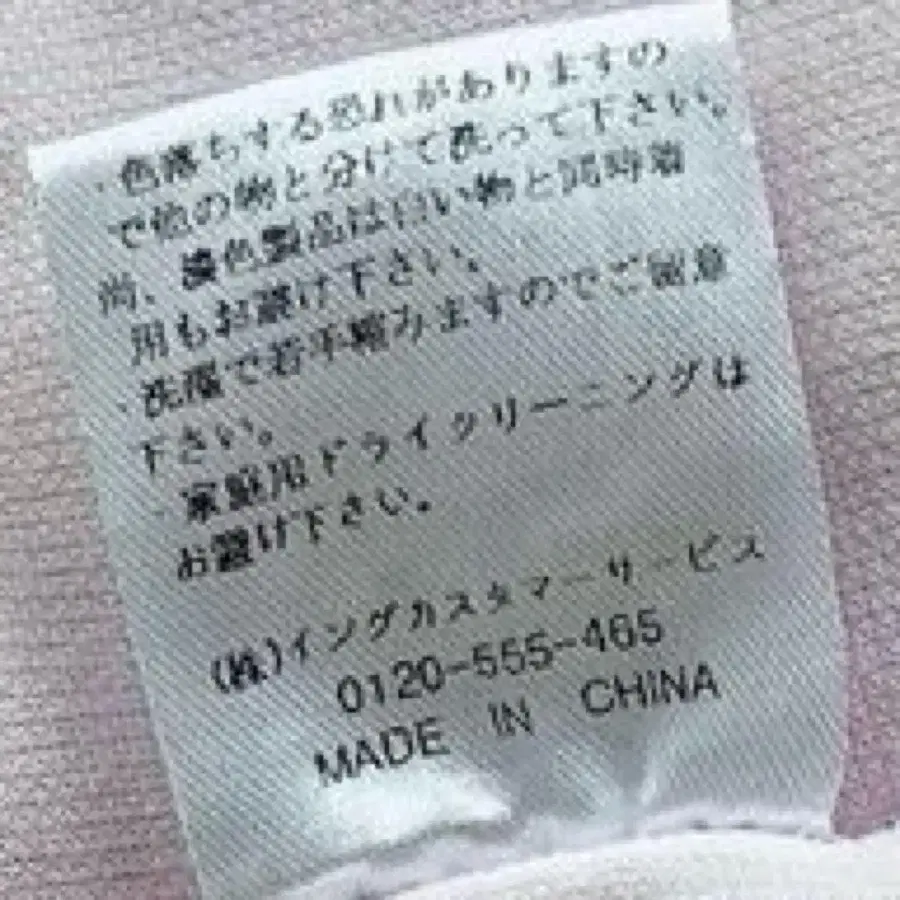 ・色落ちする恐れがありますの
で他の物と分けて洗って下さい。
尚、濃色製品は白い物と同時着
用もお避け下さい。
・洗濯で若干縮みますのでご留意
下さい。
・家庭用ドライクリーニングは
お避け下さい。
(株)イングカスタマーサービス
0120-555-465
MADE IN CHINA